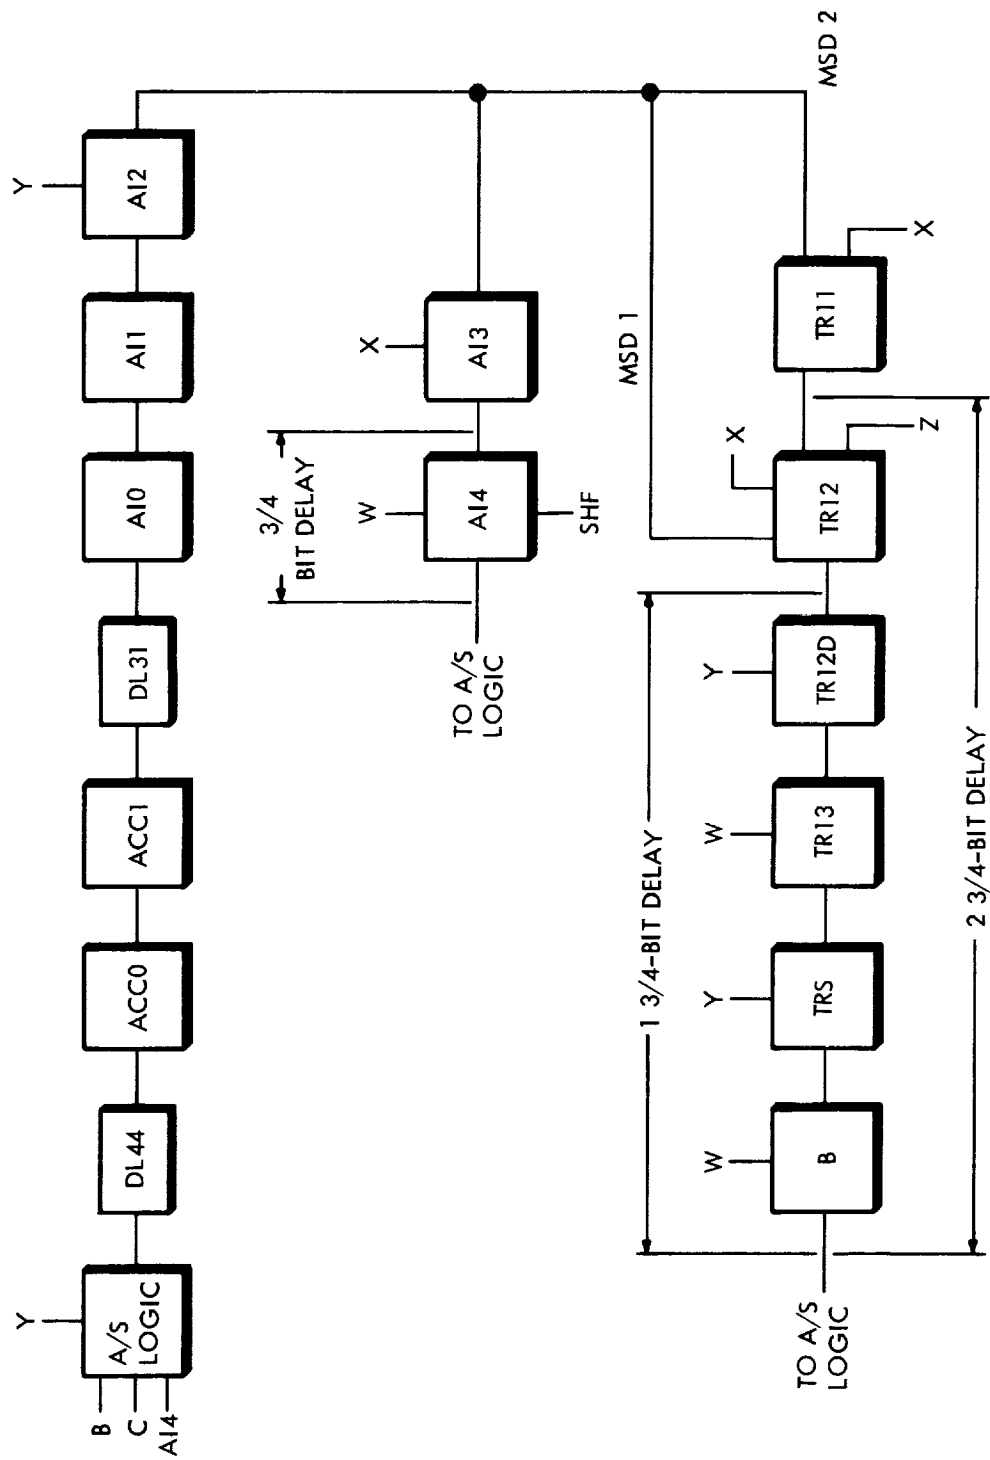 Y
Y
B
C
AI4
A/S
LOGIC
DL44
ACC0
ACC1
DL31
AI0
AI1
AI2
3/4
BIT DELAY
W
X
TO A/S
LOGIC
AI4
AI3
SHF
MSD 1
MSD 2
1 3/4-BIT DELAY
W
Y
W
Y
X
TO A/S
LOGIC
B
TRS
TR13
TR12D
TR12
TR11
Z
X
2 3/4-BIT DELAY